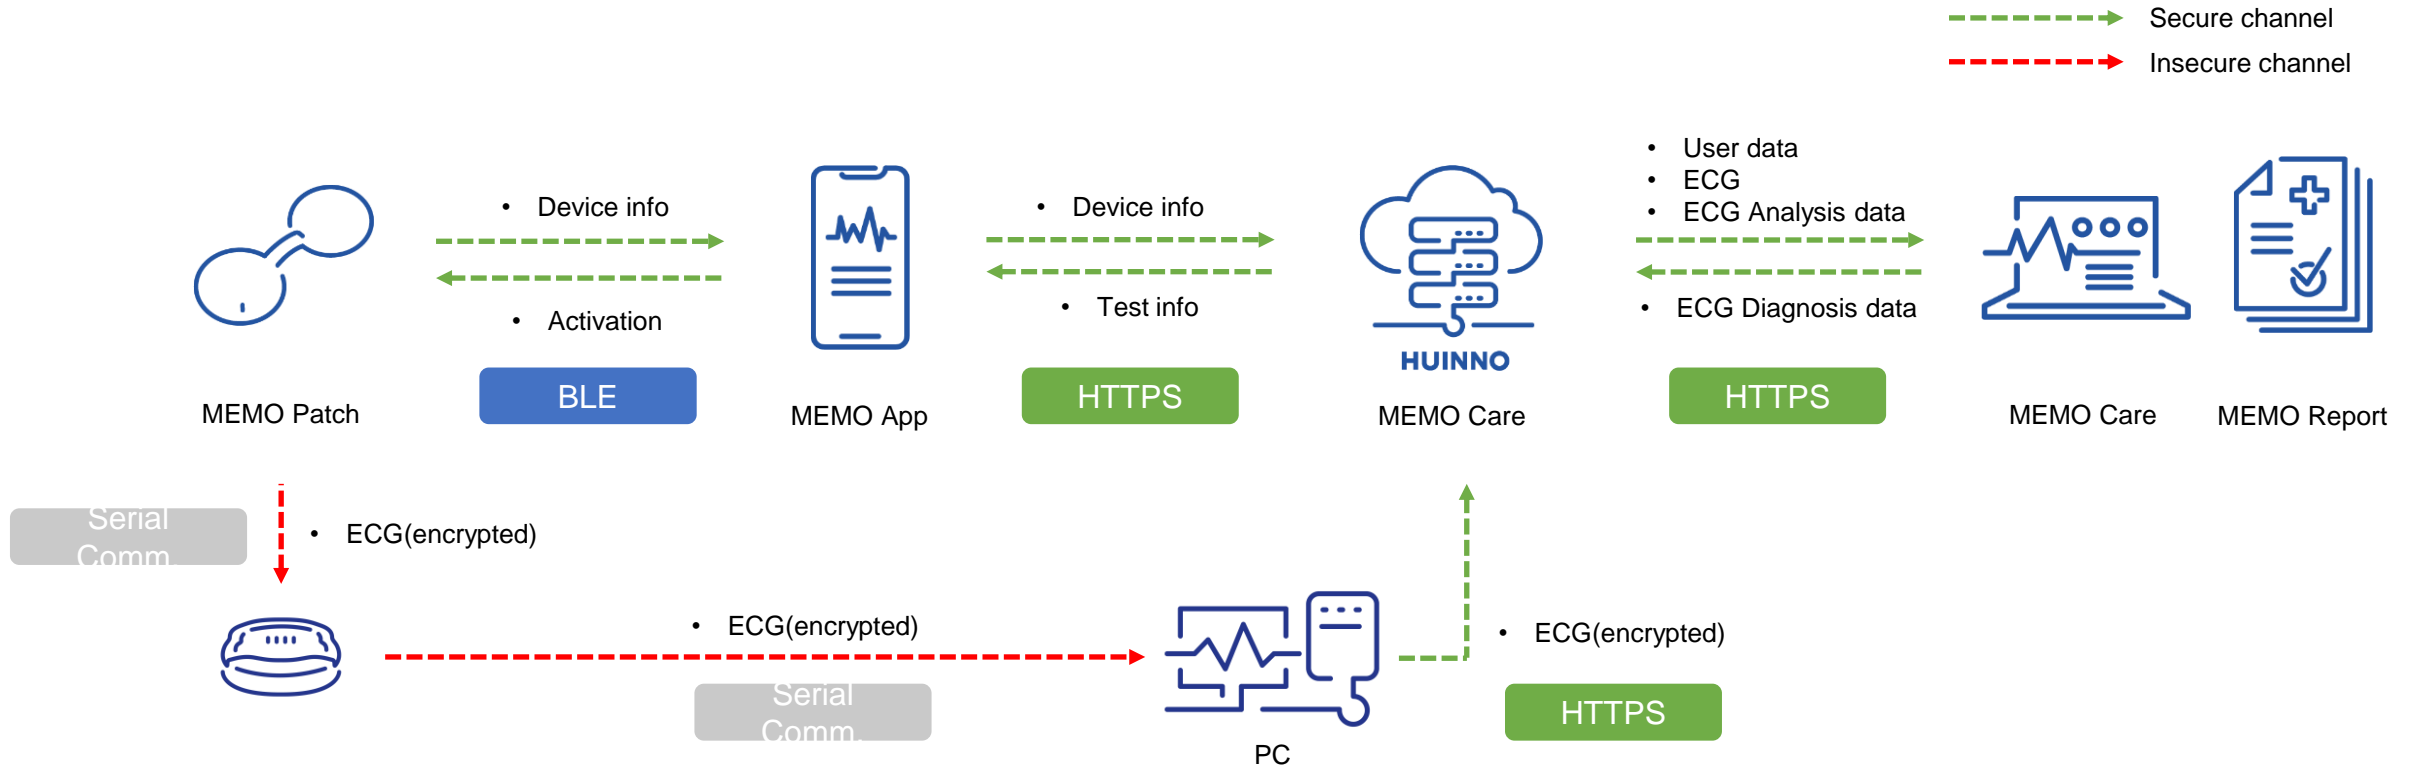 Secure channel
Insecure channel
• User data
• ECG
• ECG Analysis data
• Device info
• Device info
• Activation
• Test info
• ECG Diagnosis data
HUINNO
BLE
HTTPS
HTTPS
MEMO Patch
MEMO App
MEMO Care
MEMO Care
MEMO Report
Serial
Comm.
• ECG(encrypted)
• ECG(encrypted)
• ECG(encrypted)
Serial
Comm.
HTTPS
PC